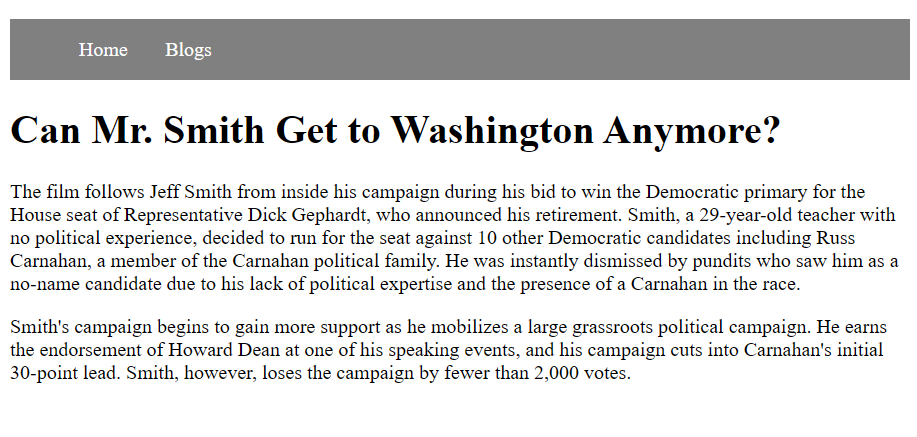 Home Blogs
Can Mr. Smith Get to Washington Anymore?
The film follows Jeff Smith from inside his campaign during his bid to win the Democratic primary for the
House seat of Representative Dick Gephardt, who announced his retirement. Smith, a 29-year-old teacher with
no political experience, decided to run for the seat against 10 other Democratic candidates including Russ
Carnahan, a member of the Carnahan political family. He was instantly dismissed by pundits who saw him as a
no-name candidate due to his lack of political expertise and the presence of a Carnahan in the race.
Smith's campaign begins to gain more support as he mobilizes a large grassroots political campaign. He earns
the endorsement of Howard Dean at one of his speaking events, and his campaign cuts into Carnahan's initial
30-point lead. Smith, however, loses the campaign by fewer than 2,000 votes.